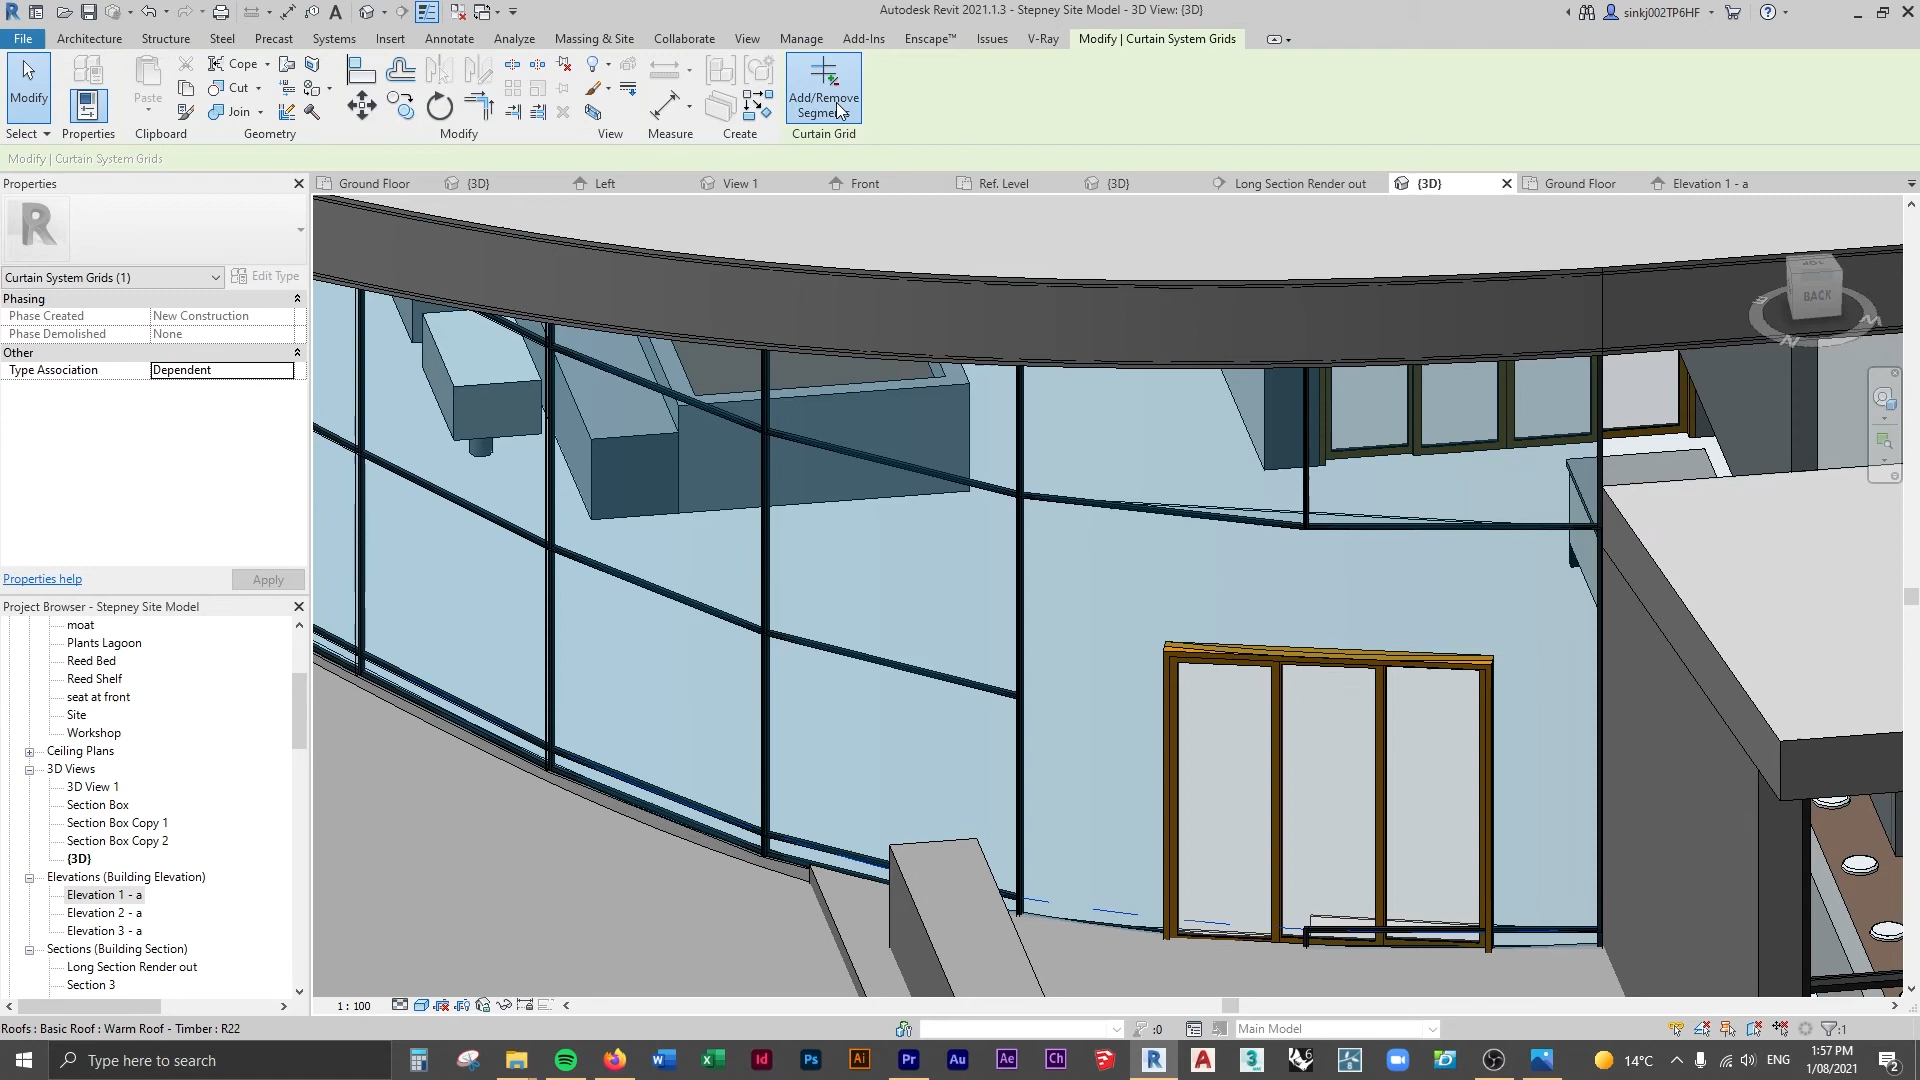 Autodesk Revit 2021.1.3 - Stepney Site Model - 3D View: {3D}
sinkj002TP6HF
File Architecture Structure Steel Precast Systems Insert Annotate Analyze Massing & Site Collaborate View Manage Add-Ins Enscape™ Issues V-Ray Modify | Curtain System Grids
Modify
Paste
Cope
Cut
Join
Add/Remove
Select Properties Clipboard Geometry Modify View Measure Create Curtain Grid
Modify | Curtain System Grids
Properties
Ground Floor {3D} Left View 1 Front Ref. Level {3D} Long Section Render out {3D} Ground Floor Elevation 1 - a
R
Curtain System Grids (1) Edit Type
Phasing
Phase Created New Construction
Phase Demolished None
Other
Type Association Dependent
Properties help Apply
TOP
BACK
Project Browser - Stepney Site Model
moat
Plants Lagoon
Reed Bed
Reed Shelf
seat at front
Site
Workshop
Ceiling Plans
3D Views
3D View 1
Section Box
Section Box Copy 1
Section Box Copy 2
{3D}
Elevations (Building Elevation)
Elevation 1 - a
Elevation 2 - a
Elevation 3 - a
Sections (Building Section)
Long Section Render out
Section 3
1 : 100
Roofs : Basic Roof : Warm Roof - Timber : R22
:0
Main Model
:1
Type here to search
14°C
ENG
1:57 PM
1/08/2021
2